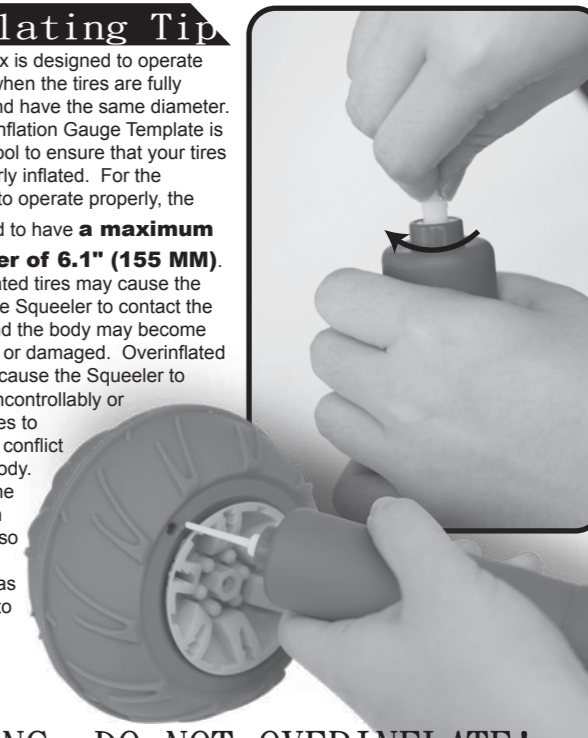 lating Tip
x is designed to operate
when the tires are fully
nd have the same diameter.
nflation Gauge Template is
ool to ensure that your tires
rly inflated. For the
to operate properly, the
d to have a maximum
er of 6.1" (155 MM).
ated tires may cause the
e Squeeler to contact the
nd the body may become
or damaged. Overinflated
cause the Squeeler to
ncontrollably or
es to
conflict
ody.
he
n
so
as
to
NG: DO NOT OVERINFLATE!